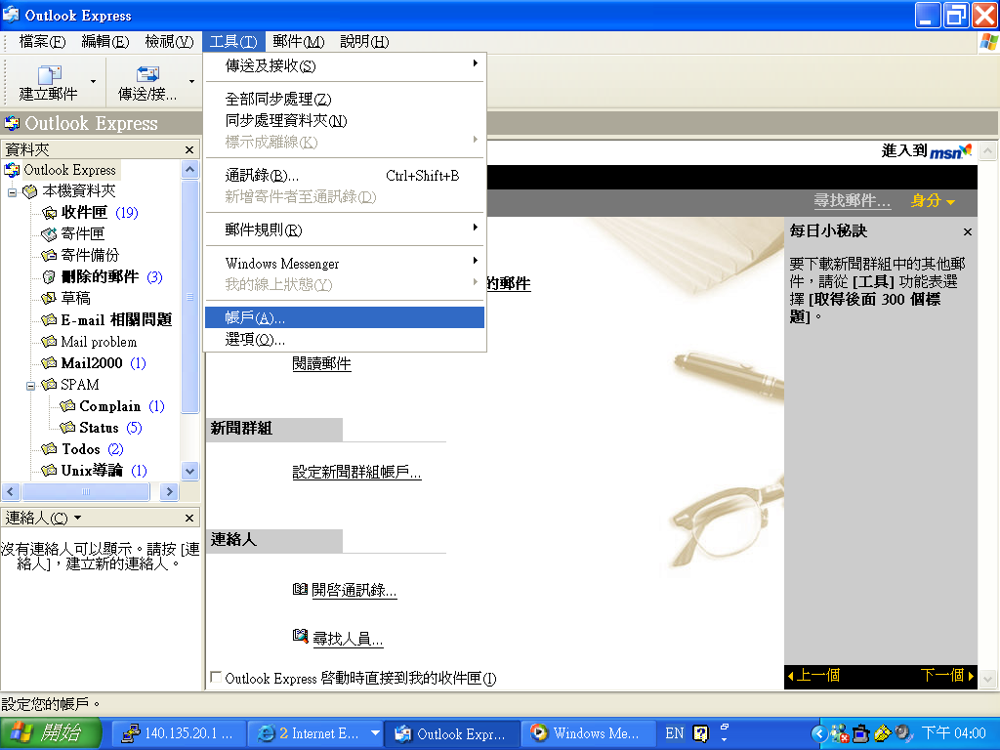 Outlook Express
檔案(F) 編輯(E) 檢視(V) 工具(T) 郵件(M) 說明(H)
建立郵件 傳送/接...
Outlook Express
資料夾
Outlook Express
本機資料夾
收件匣 (19)
寄件匣
寄件備份
刪除的郵件 (3)
草稿
E-mail 相關問題
Mail problem
Mail2000 (1)
SPAM
Complain (1)
Status (5)
Todos (2)
Unix導論 (1)
連絡人(C)
沒有連絡人可以顯示。請按 [連
絡人]，建立新的連絡人。
傳送及接收(S)
全部同步處理(Z)
同步處理資料夾(N)
標示成離線(K)
通訊錄(B)... Ctrl+Shift+B
新增寄件者至通訊錄(D)
郵件規則(R)
Windows Messenger
我的線上狀態(Y)
帳戶(A)...
選項(O)...
進入到 msn
尋找郵件... 身分
的郵件
閱讀郵件
新聞群組
設定新聞群組帳戶...
連絡人
開啓通訊錄...
尋找人員...
Outlook Express 啓動時直接到我的收件匣(I)
每日小秘訣
要下載新聞群組中的其他郵
件，請從 [工具] 功能表選
擇 [取得後面 300 個標
題]。
上一個 下一個
設定您的帳戶。
開始 140.135.20.1 ... 2 Internet E... Outlook Expr... Windows Me... EN 下午 04:00